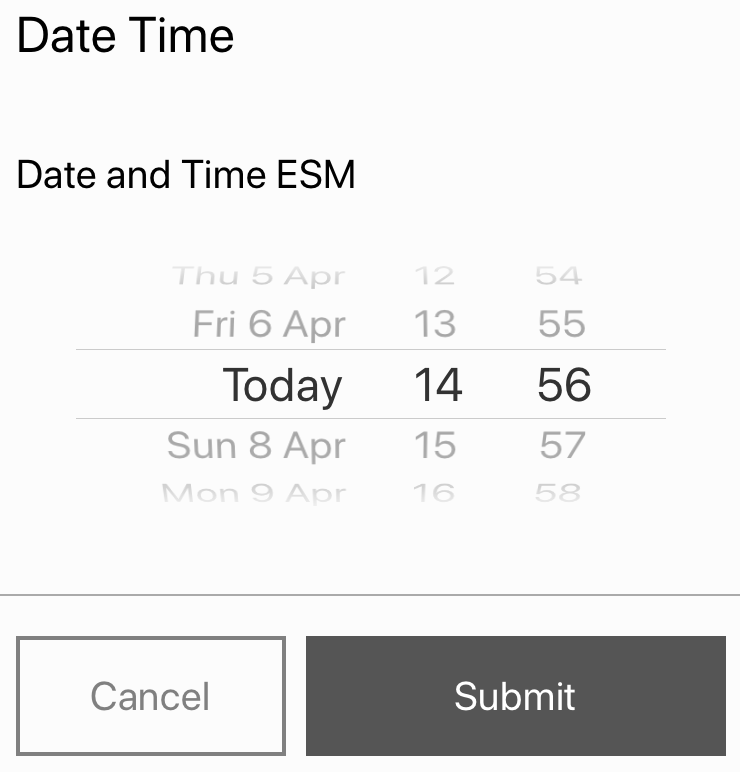 Date Time
Date and Time ESM
Thu 5 Apr 12 54
Fri 6 Apr 13 55
Today 14 56
Sun 8 Apr 15 57
Mon 9 Apr 16 58
Cancel Submit